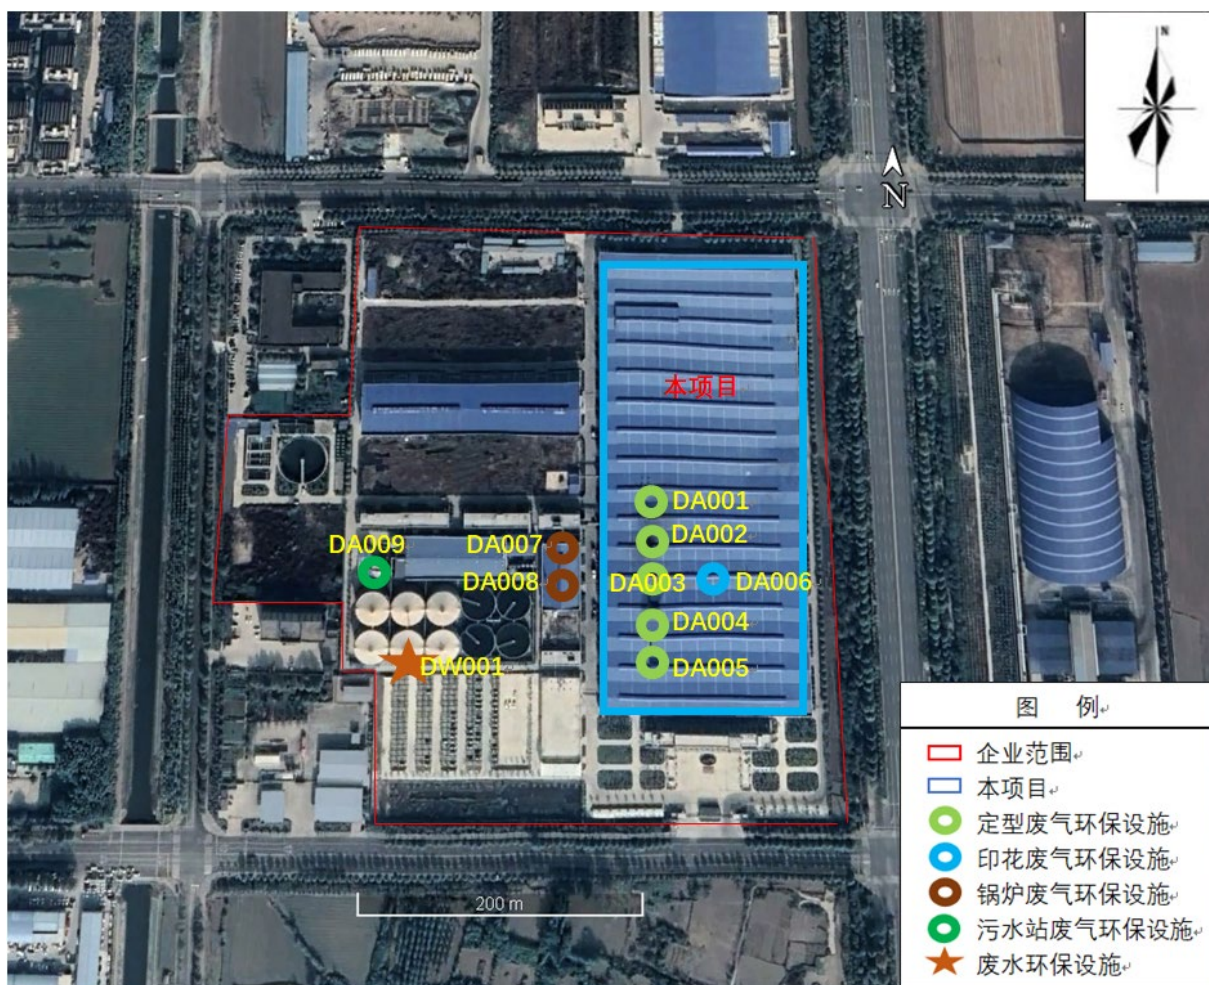 N
N
本项目
DA001
DA002
DA009
DA007
DA008
DA003
DA006
DA004
DA005
DW001
200 m
图 例
企业范围
本项目
定型废气环保设施
印花废气环保设施
锅炉废气环保设施
污水站废气环保设施
废水环保设施